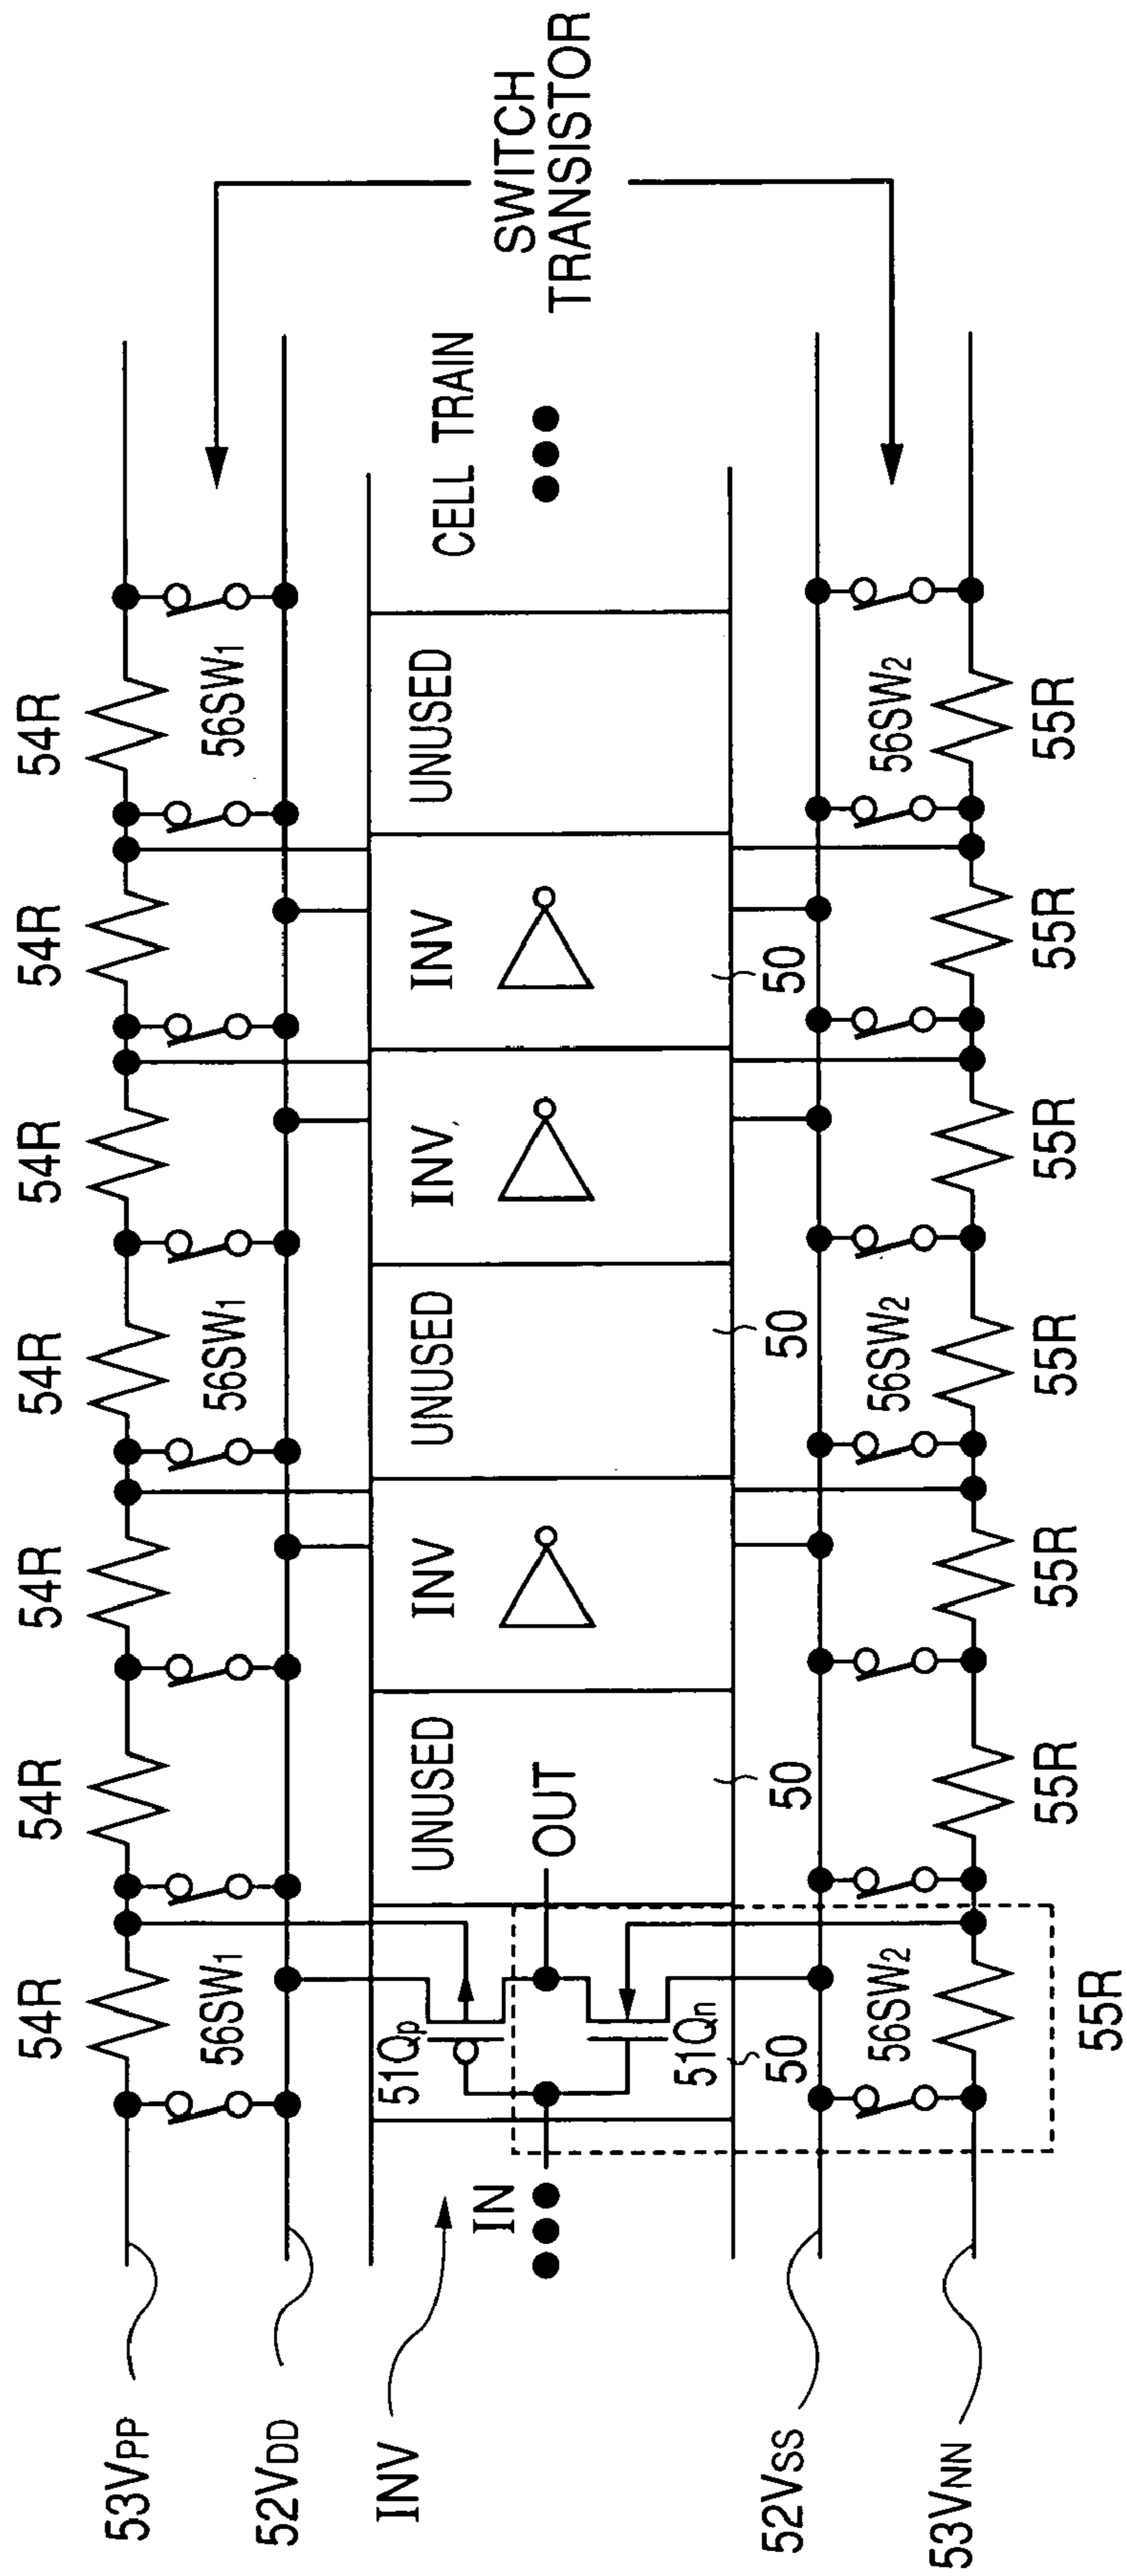 54R 54R 54R 54R 54R 54R 54R
53VPP
56SW1 56SW1 56SW1
52VDD
INV
51Qp
UNUSED INV UNUSED INV INV UNUSED CELL TRAIN
IN
OUT
SWITCH
TRANSISTOR
51Qn
50 50 50 50
52VSS
56SW2 56SW2 56SW2
53VNN
55R 55R 55R 55R 55R 55R
55R